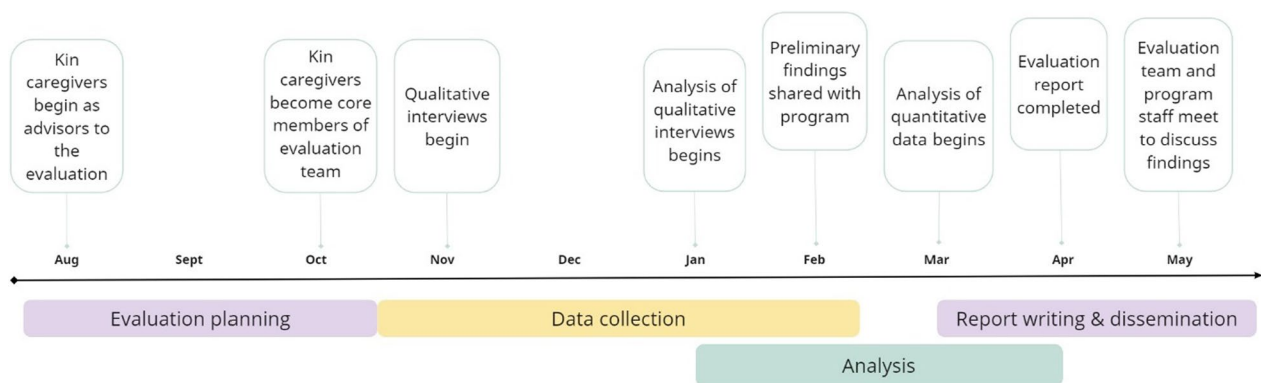 Kin
caregivers
begin as
advisors to
the
evaluation
Kin
caregivers
become core
members of
evaluation
team
Qualitative
interviews
begin
Analysis of
qualitative
interviews
begins
Preliminary
findings
shared with
program
Analysis of
quantitative
data begins
Evaluation
report
completed
Evaluation
team and
program
staff meet
to discuss
findings
Aug
Sept
Oct
Nov
Dec
Jan
Feb
Mar
Apr
May
Evaluation planning
Data collection
Report writing & dissemination
Analysis